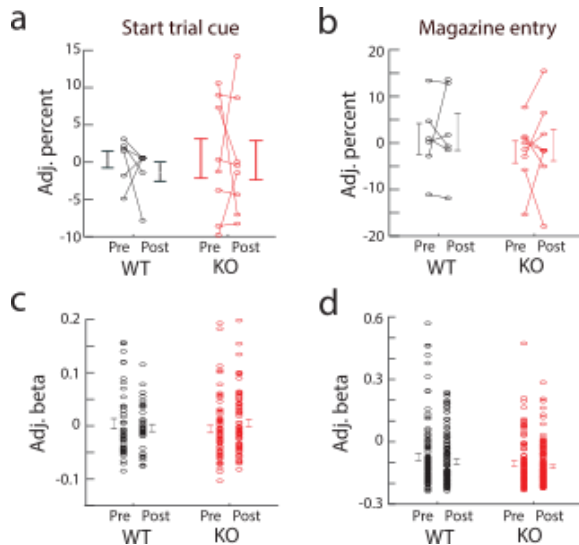 a
Start trial cue
Adj. percent
15
10
5
0
-5
-10
Pre Post Pre Post
WT KO
b
Magazine entry
Adj. percent
20
10
0
-10
-20
Pre Post Pre Post
WT KO
c
Adj. beta
0.2
0.1
0
-0.1
Pre Post Pre Post
WT KO
d
Adj. beta
0.6
0.3
0
-0.3
Pre Post Pre Post
WT KO